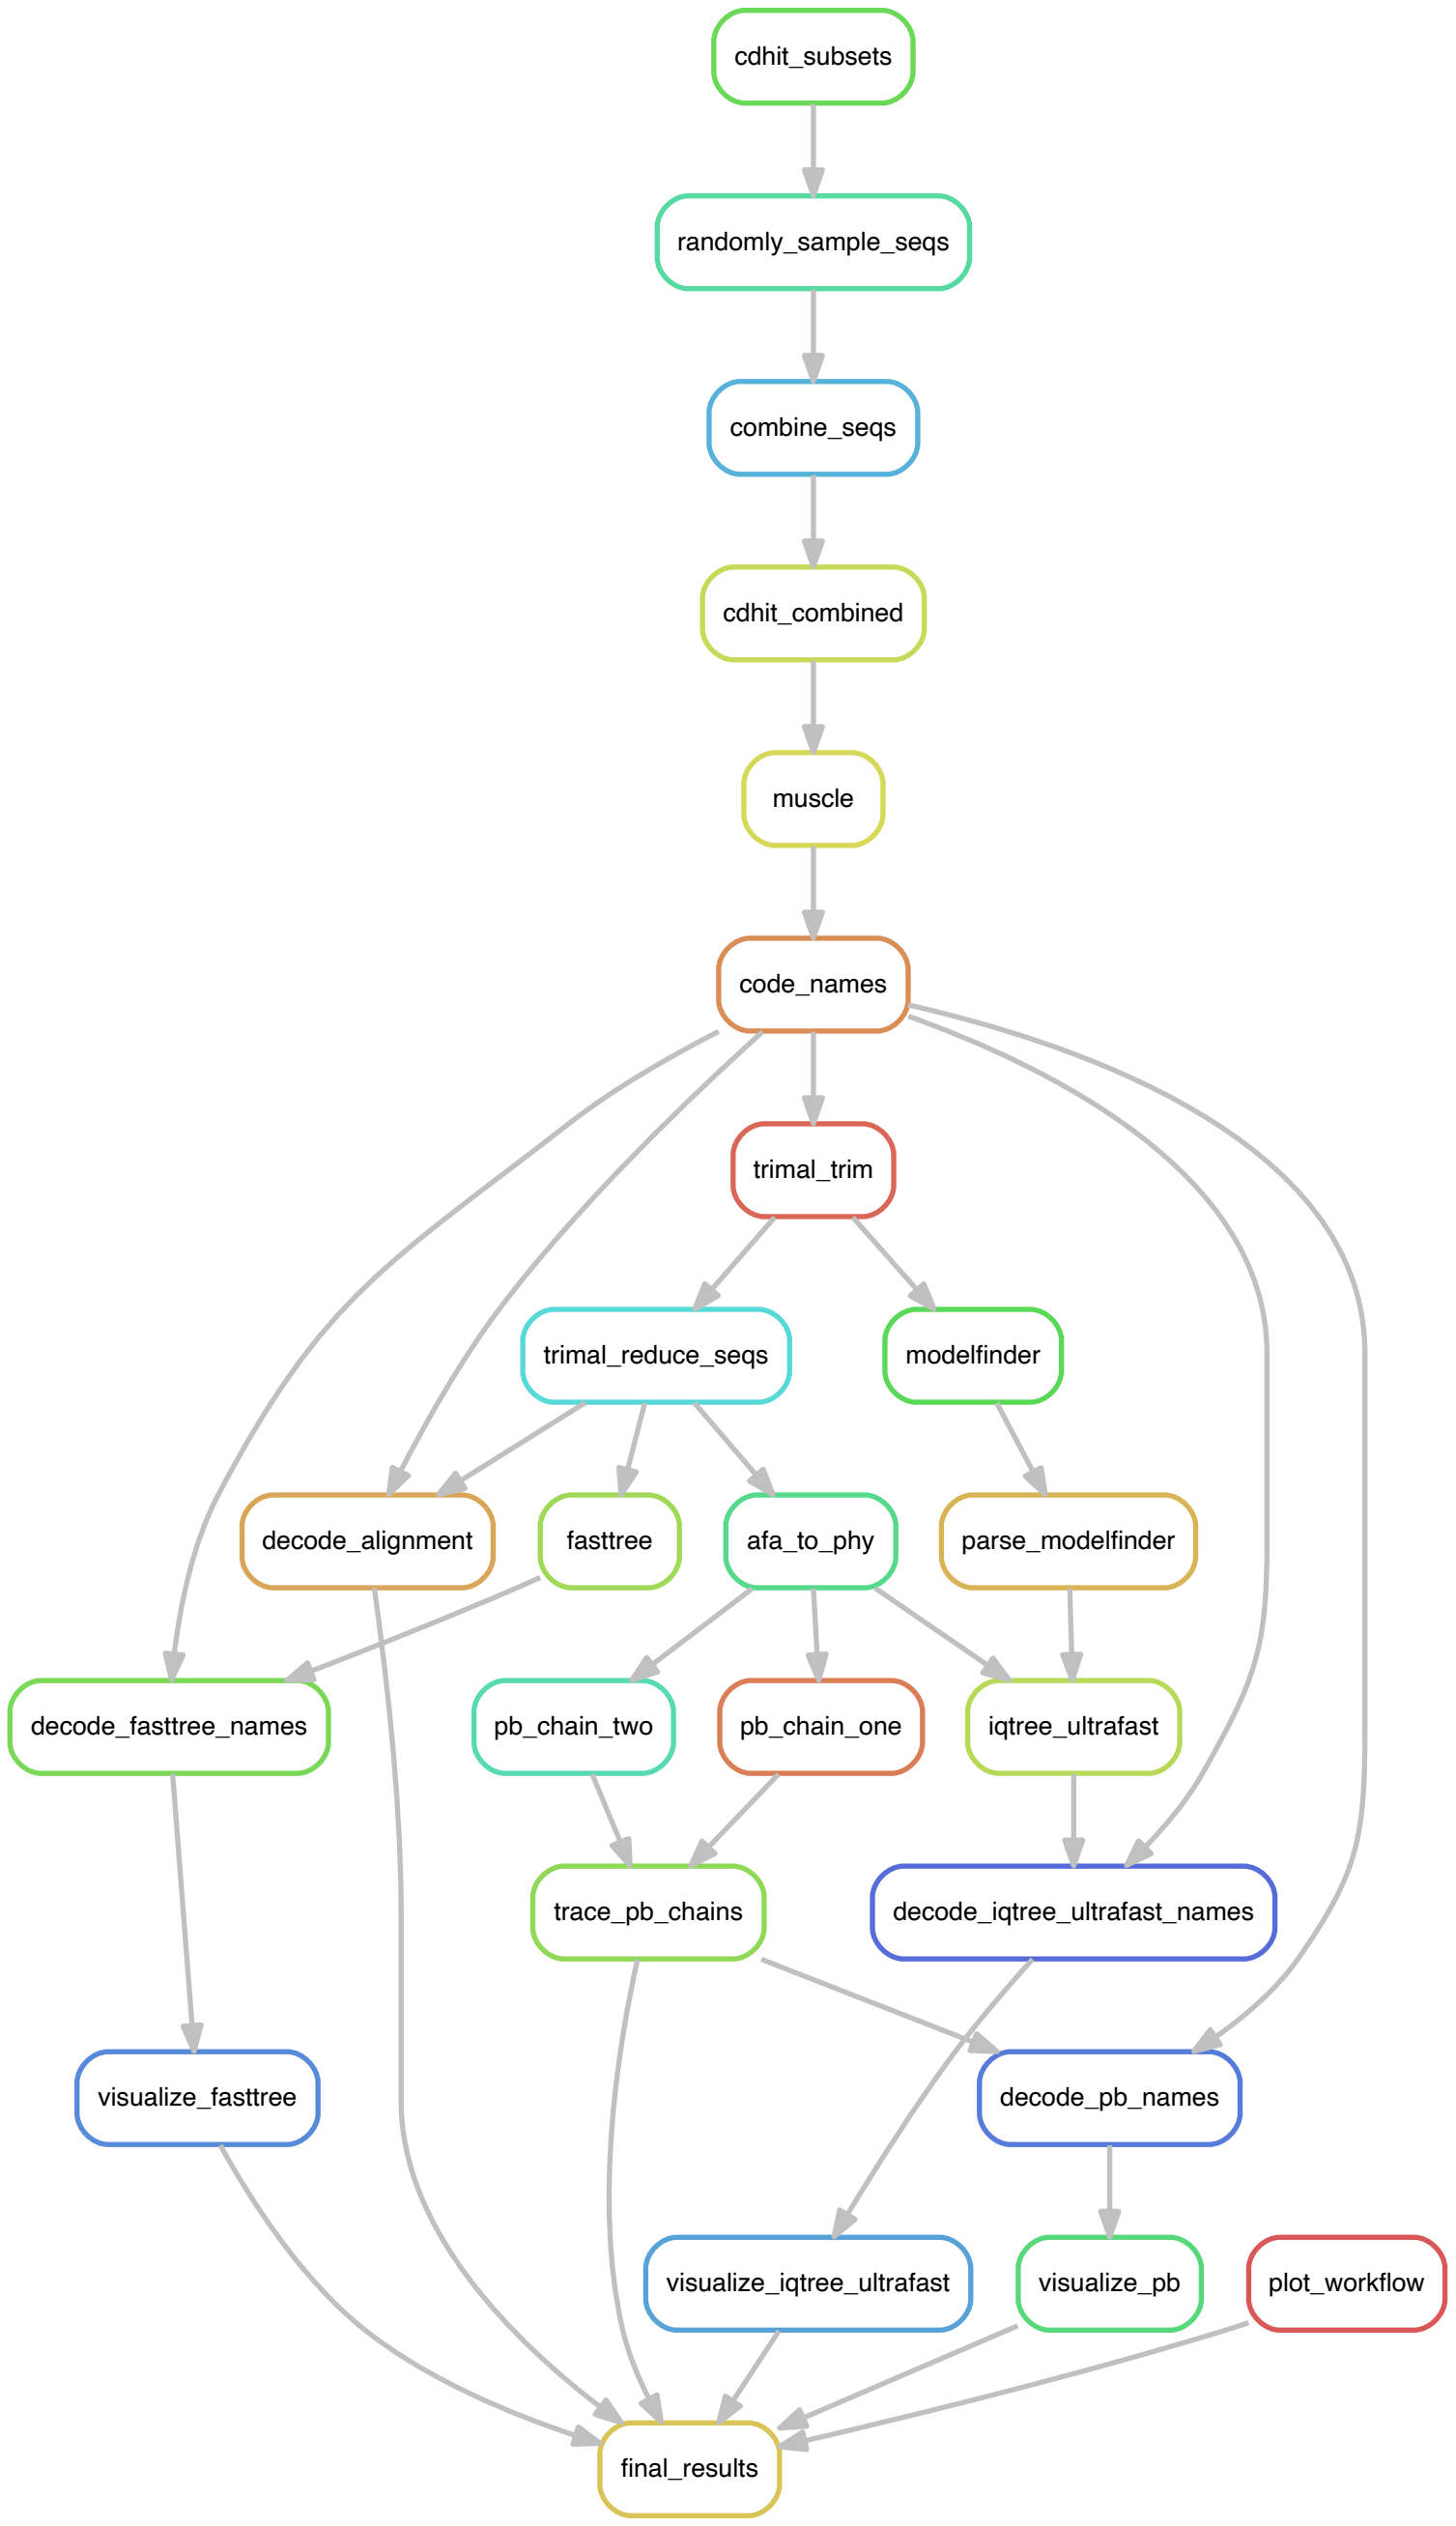 cdhit_subsets
randomly_sample_seqs
combine_seqs
cdhit_combined
muscle
code_names
trimal_trim
trimal_reduce_seqs
modelfinder
decode_alignment
fasttree
afa_to_phy
parse_modelfinder
decode_fasttree_names
pb_chain_two
pb_chain_one
iqtree_ultrafast
trace_pb_chains
decode_iqtree_ultrafast_names
visualize_fasttree
decode_pb_names
visualize_iqtree_ultrafast
visualize_pb
plot_workflow
final_results